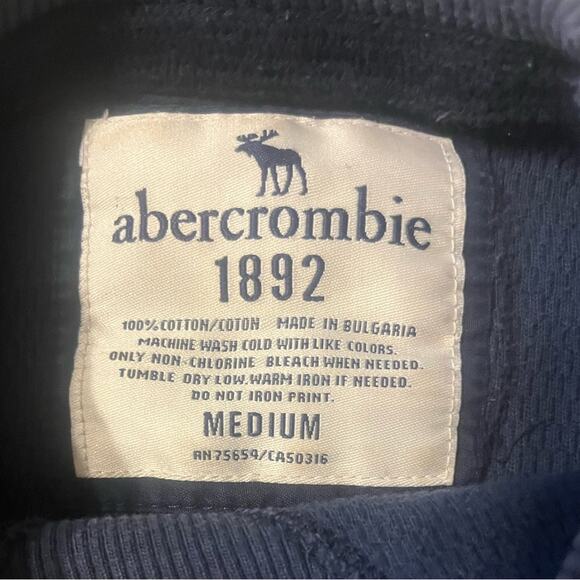 abercrombie
1892
100% COTTON/COTON MADE IN BULGARIA
MACHINE WASH COLD WITH LIKE COLORS.
ONLY NON-CHLORINE BLEACH WHEN NEEDED.
TUMBLE DRY LOW. WARM IRON IF NEEDED.
DO NOT IRON PRINT.
MEDIUM
RN75654/CA50316